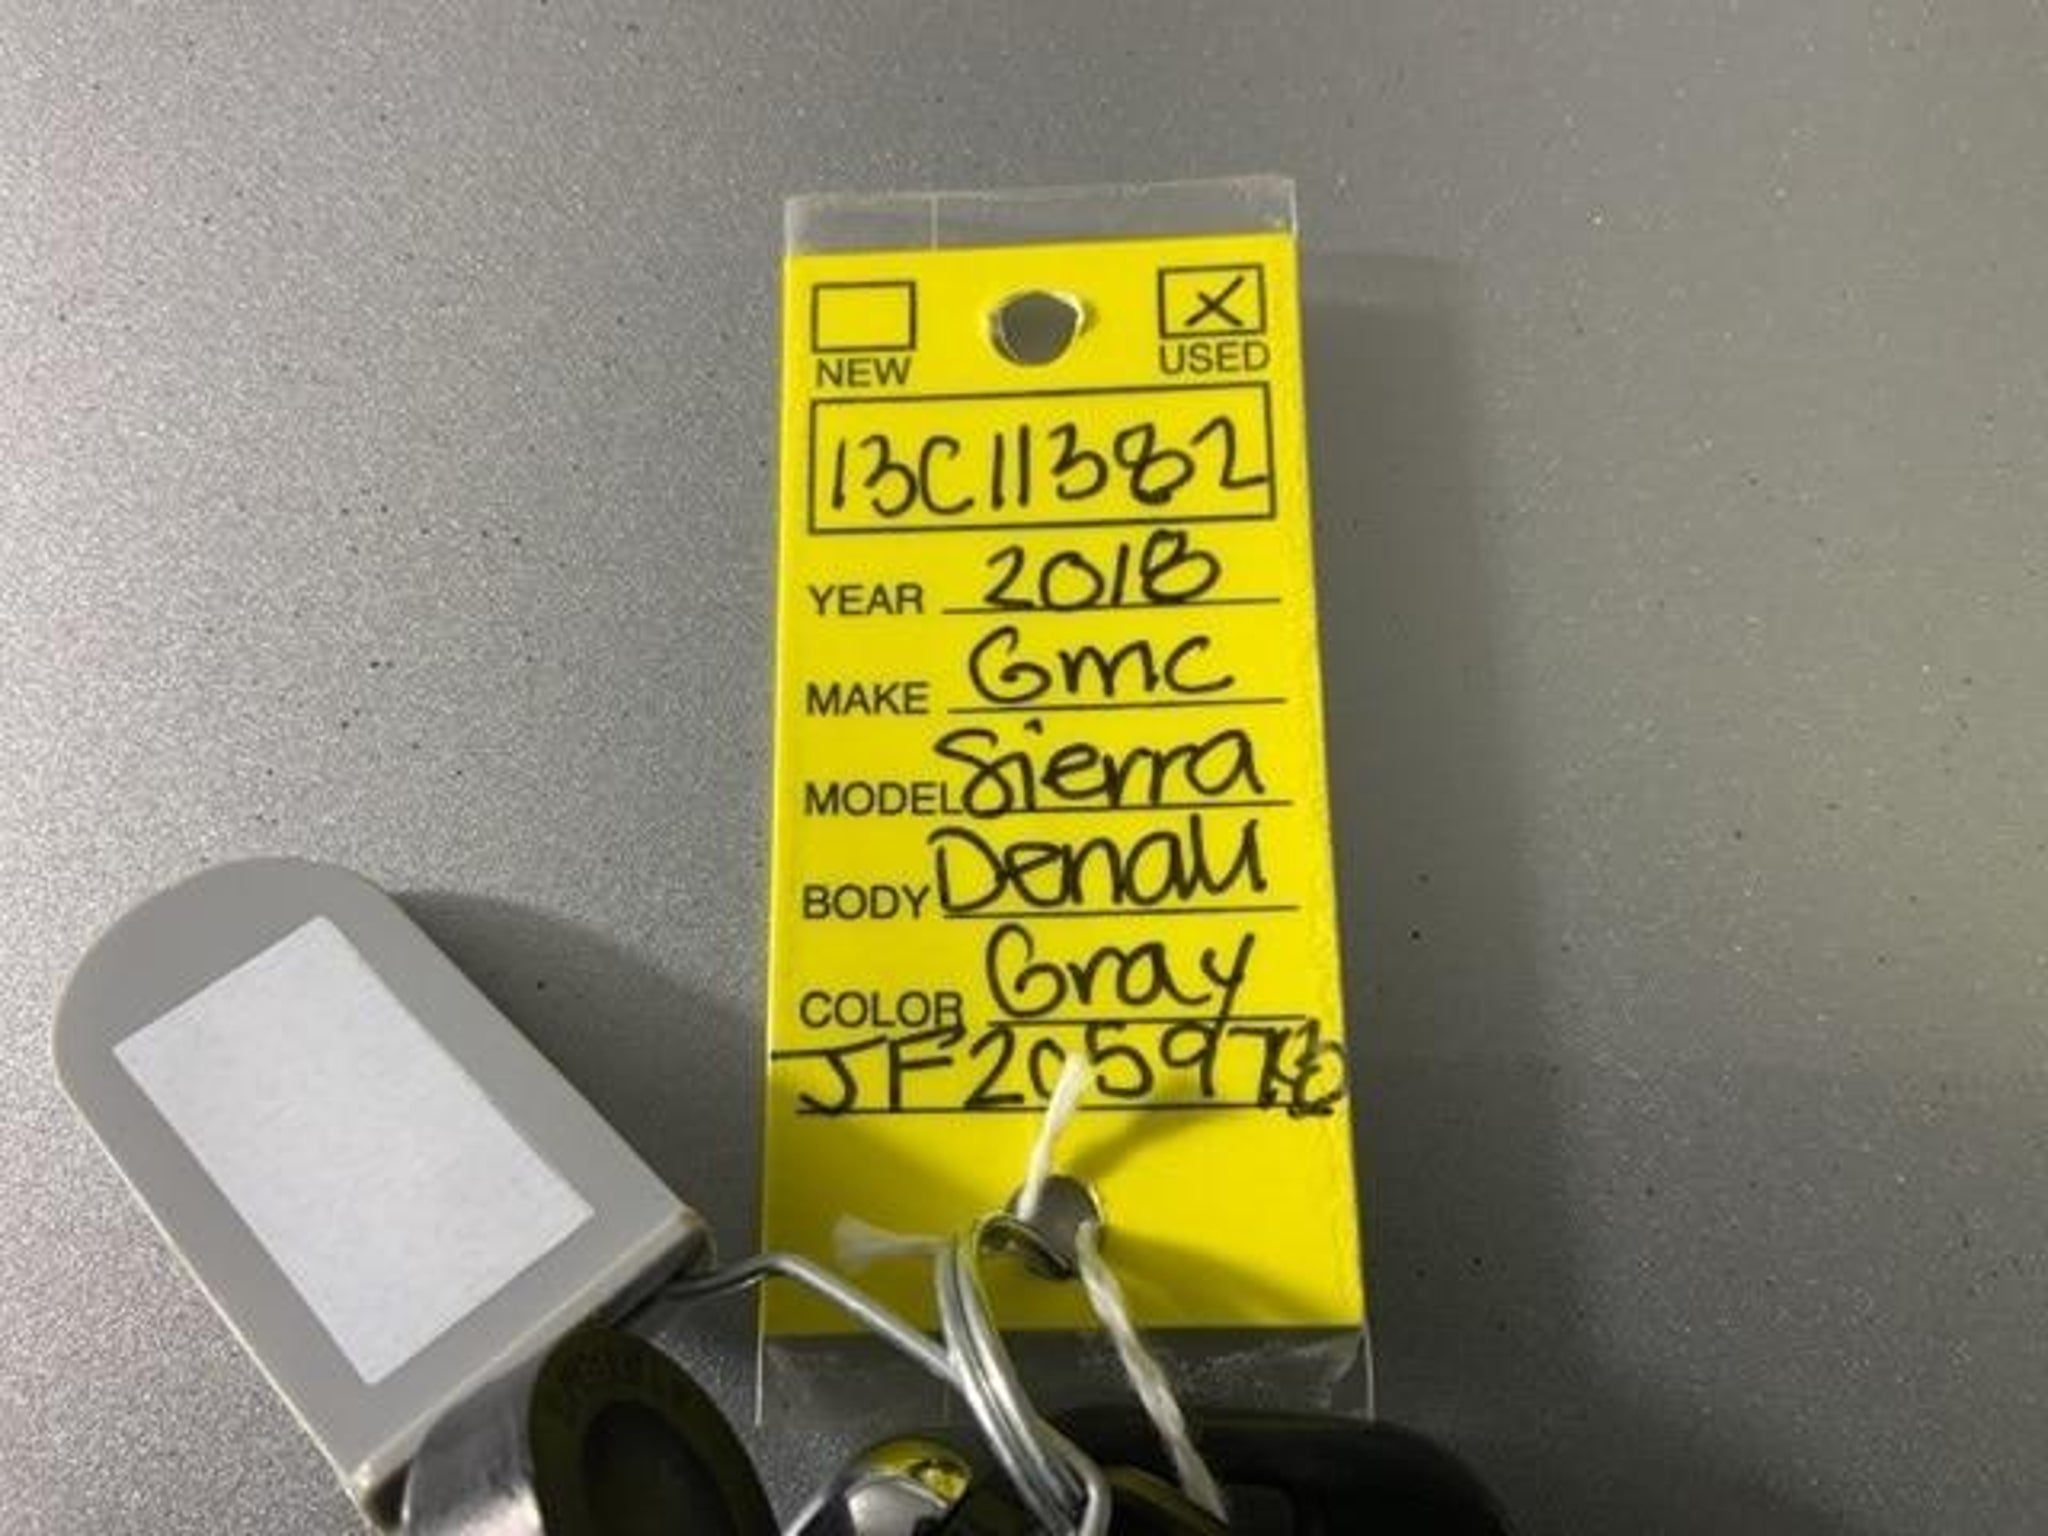 NEW USED
13C11382
YEAR 2018
MAKE Gmc
MODEL Sierra
BODY Denali
COLOR Gray